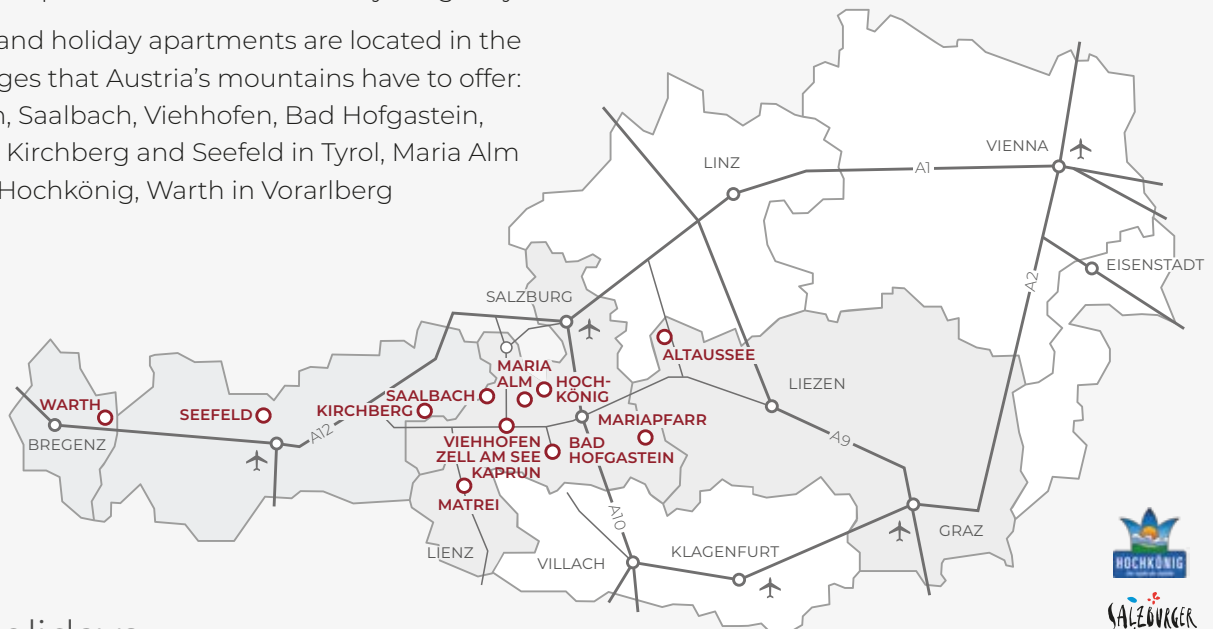 and holiday apartments are located in the
ges that Austria's mountains have to offer:
, Saalbach, Viehhofen, Bad Hofgastein,
Kirchberg and Seefeld in Tyrol, Maria Alm
Hochkönig, Warth in Vorarlberg
VIENNA
LINZ
A1
EISENSTADT
A2
SALZBURG
ALTAUSSEE
MARIA
ALM
HOCH-
KÖNIG
LIEZEN
SAALBACH
KIRCHBERG
WARTH
SEEFELD
MARIAPFARR
BREGENZ
A12
A9
VIEHHOFEN
ZELL AM SEE
KAPRUN
BAD
HOFGASTEIN
MATREI
A10
GRAZ
LIENZ
VILLACH
KLAGENFURT
HOCHKÖNIG
SALZBURGER